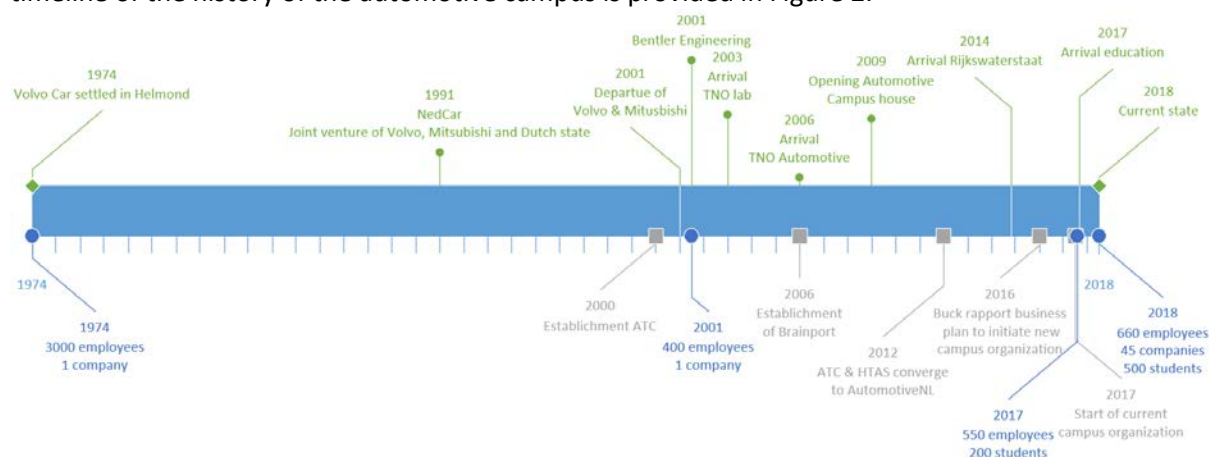 timeline of the history of the automotive campus is provided in Figure 2.
2001
Bentler Engineering
2017
Arrival education
2014
Arrival Rijkswaterstaat
1974
Volvo Car settled in Helmond
2003
Arrival
TNO lab
2009
Opening Automotive
Campus house
2001
Departue of
Volvo & Mitusbishi
1991
NedCar
Joint venture of Volvo, Mitsubishi and Dutch state
2018
Current state
2006
Arrival
TNO Automotive
1974
2018
2000
Establichment ATC
2006
Establishment
of Brainport
2016
Buck rapport business
plan to initiate new
campus organization
1974
3000 employees
1 company
2001
400 employees
1 company
2018
660 employees
45 companies
500 students
2012
ATC & HTAS converge
to AutomotiveNL
2017
Start of current
campus organization
2017
550 employees
200 students